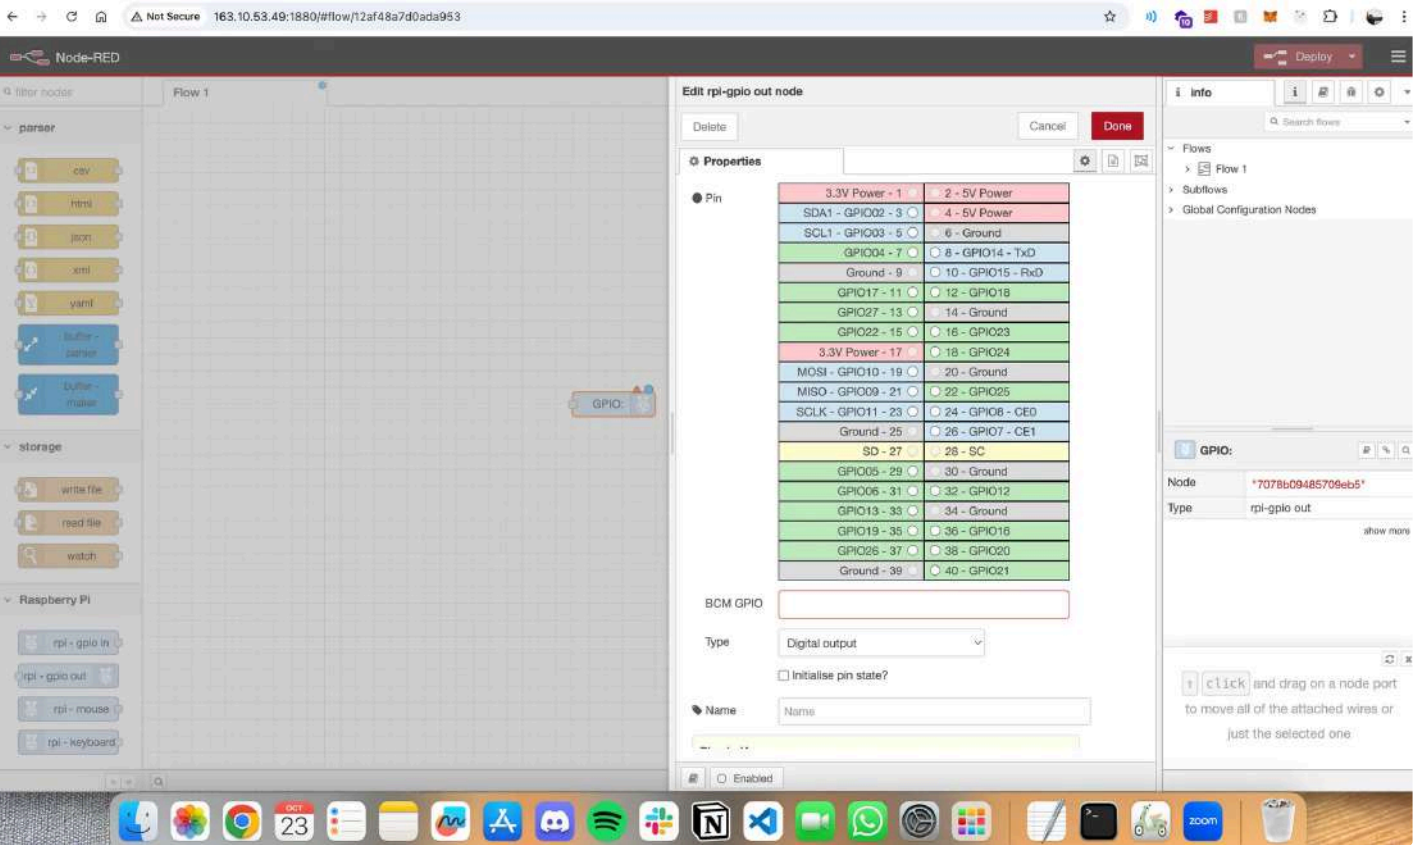 Not Secure 163.10.53.49:1880/#flow/12af48a7d0ada953
10
Node-RED
Deploy
filter nodes
Flow 1
Edit rpi-gpio out node
info
i
Delete
Cancel
Done
Search flows
parser
Properties
Flows
Flow 1
Subflows
Global Configuration Nodes
csv
html
json
xml
yaml
buffer - parser
buffer - maker
storage
write file
read file
watch
Raspberry Pi
rpi - gpio in
rpi - gpio out
rpi - mouse
rpi - keyboard
GPIO:
Pin
3.3V Power - 1 2 - 5V Power
SDA1 - GPIO02 - 3 4 - 5V Power
SCL1 - GPIO03 - 5 6 - Ground
GPIO04 - 7 8 - GPIO14 - TxD
Ground - 9 10 - GPIO15 - RxD
GPIO17 - 11 12 - GPIO18
GPIO27 - 13 14 - Ground
GPIO22 - 15 16 - GPIO23
3.3V Power - 17 18 - GPIO24
MOSI - GPIO10 - 19 20 - Ground
MISO - GPIO09 - 21 22 - GPIO25
SCLK - GPIO11 - 23 24 - GPIO8 - CE0
Ground - 25 26 - GPIO7 - CE1
SD - 27 28 - SC
GPIO05 - 29 30 - Ground
GPIO06 - 31 32 - GPIO12
GPIO13 - 33 34 - Ground
GPIO19 - 35 36 - GPIO16
GPIO26 - 37 38 - GPIO20
Ground - 39 40 - GPIO21
BCM GPIO
Type Digital output
Initialise pin state?
Name Name
Enabled
GPIO:
Node "7078b09485709eb5"
Type rpi-gpio out
show more
click and drag on a node port
to move all of the attached wires or
just the selected one
OCT
23
zoom